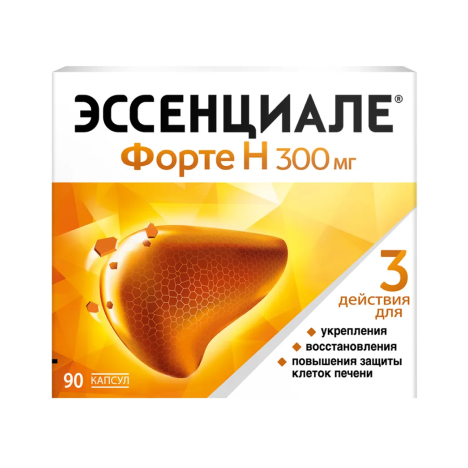 ЭССЕНЦИАЛЕ®
Форте Н 300 мг
3
действия для
укрепления
восстановления
повышения защиты
клеток печени
90 КАПСУЛ